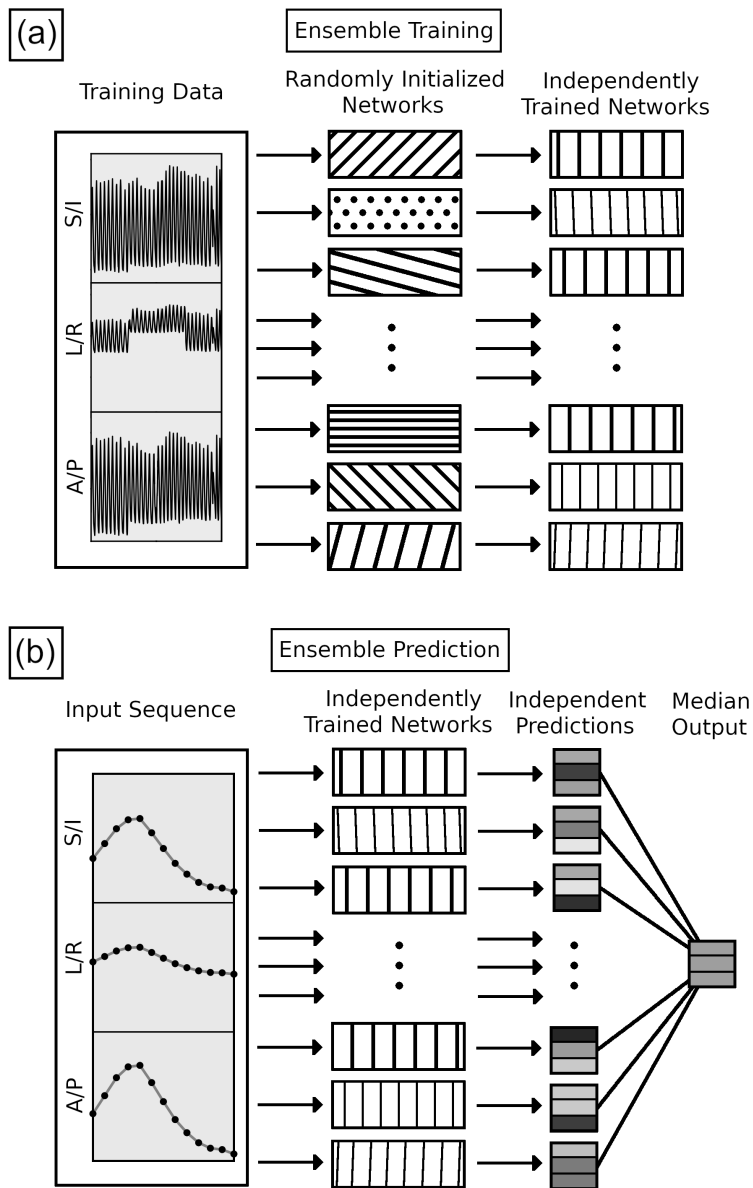 (a)
Ensemble Training
Training Data
Randomly Initialized
Networks
Independently
Trained Networks
S/I
L/R
A/P
(b)
Ensemble Prediction
Input Sequence
Independently
Trained Networks
Independent
Predictions
Median
Output
S/I
L/R
A/P